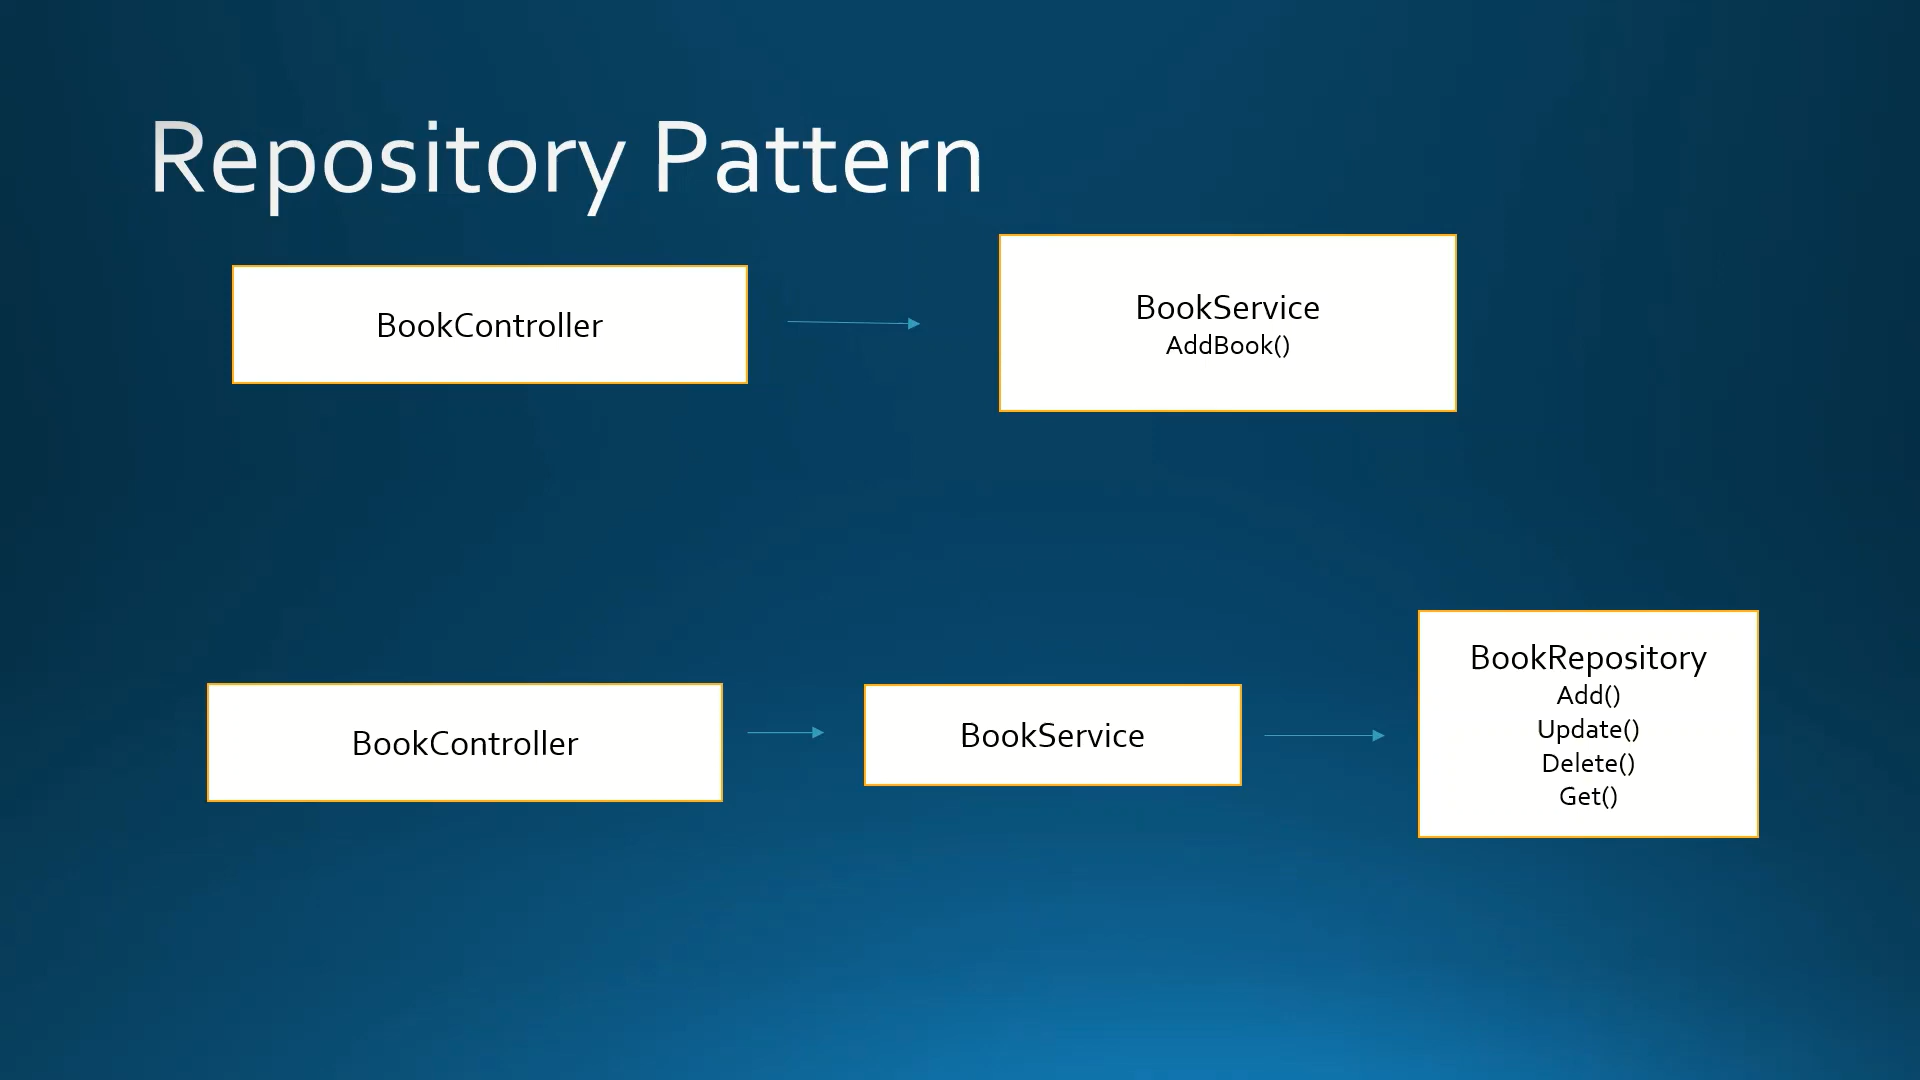 Repository Pattern
BookController
BookService
AddBook()
BookController
BookService
BookRepository
Add()
Update()
Delete()
Get()